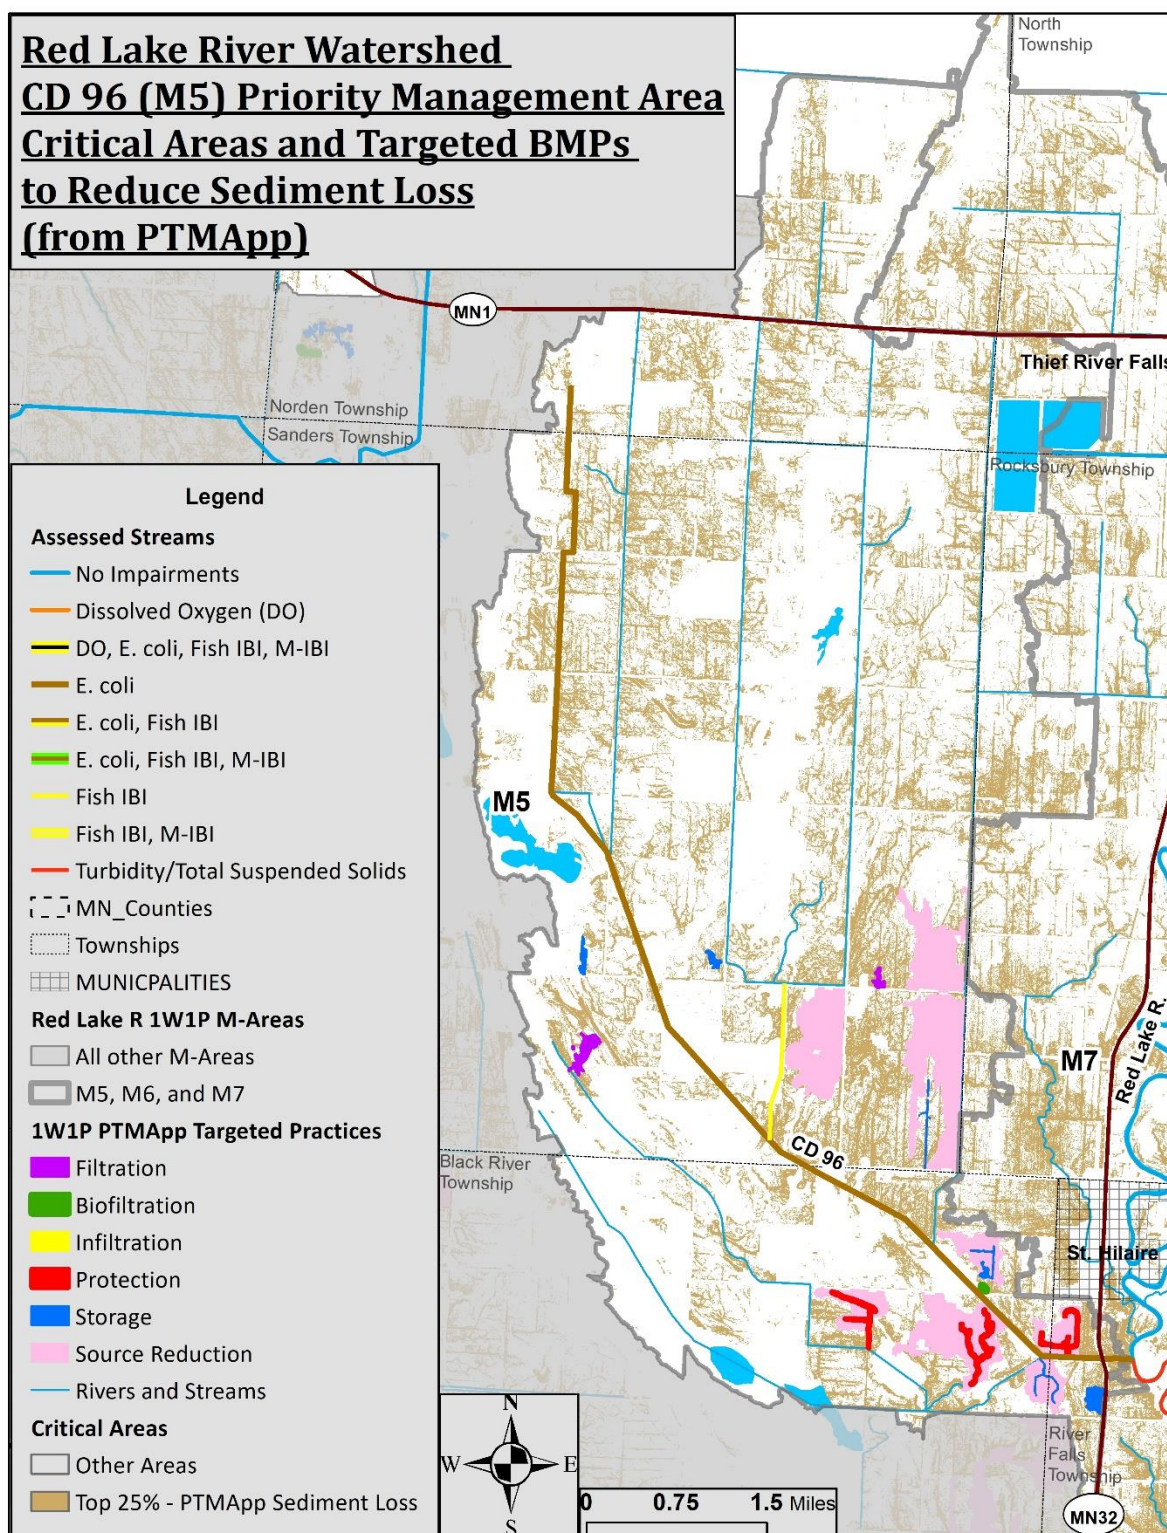 Red Lake River Watershed
CD 96 (M5) Priority Management Area
Critical Areas and Targeted BMPs
to Reduce Sediment Loss
(from PTMApp)
North
Township
MN1
Thief River Falls
Norden Township
Sanders Township
Rocksbury Township
Legend
Assessed Streams
No Impairments
Dissolved Oxygen (DO)
DO, E. coli, Fish IBI, M-IBI
E. coli
E. coli, Fish IBI
E. coli, Fish IBI, M-IBI
Fish IBI
Fish IBI, M-IBI
Turbidity/Total Suspended Solids
MN_Counties
Townships
MUNICPALITIES
Red Lake R 1W1P M-Areas
All other M-Areas
M5, M6, and M7
1W1P PTMApp Targeted Practices
Filtration
Biofiltration
Infiltration
Protection
Storage
Source Reduction
Rivers and Streams
Critical Areas
Other Areas
Top 25% - PTMApp Sediment Loss
M5
M7
Red Lake R.
CD 96
Black River
Township
St. Hilaire
River
Falls
Township
MN32
N
W
E
S
0 0.75 1.5 Miles